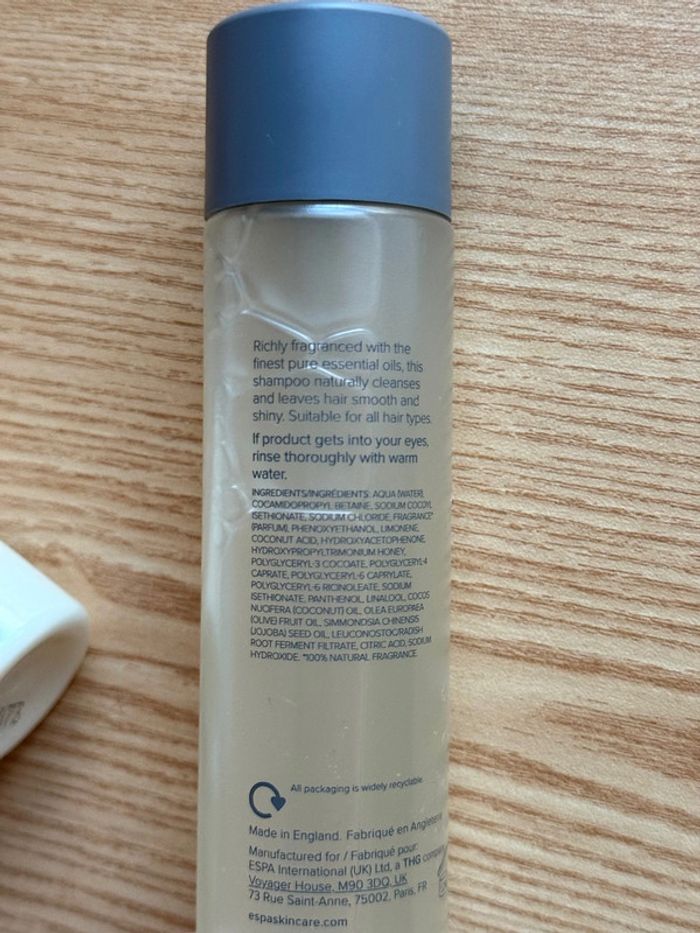 Richly fragranced with the
finest pure essential oils, this
shampoo naturally cleanses
and leaves hair smooth and
shiny. Suitable for all hair types.
If product gets into your eyes,
rinse thoroughly with warm
water.
INGREDIENTS/INGRÉDIENTS: AQUA (WATER),
COCAMIDOPROPYL BETAINE, SODIUM COCOYL
ISETHIONATE, SODIUM CHLORIDE, FRAGRANCE*
(PARFUM), PHENOXYETHANOL, LIMONENE,
COCONUT ACID, HYDROXYACETOPHENONE,
HYDROXYPROPYLTRIMONIUM HONEY,
POLYGLYCERYL-3 COCOATE, POLYGLYCERYL-4
CAPRATE, POLYGLYCERYL-6 CAPRYLATE,
POLYGLYCERYL-6 RICINOLEATE, SODIUM
ISETHIONATE, PANTHENOL, LINALOOL, COCOS
NUCIFERA (COCONUT) OIL, OLEA EUROPAEA
(OLIVE) FRUIT OIL, SIMMONDSIA CHINENSIS
(JOJOBA) SEED OIL, LEUCONOSTOC/RADISH
ROOT FERMENT FILTRATE, CITRIC ACID, SODIUM
HYDROXIDE. *100% NATURAL FRAGRANCE.
All packaging is widely recyclable.
Made in England. Fabriqué en Angleterre
Manufactured for / Fabriqué pour:
ESPA International (UK) Ltd, a THG company
Voyager House, M90 3DQ, UK
73 Rue Saint-Anne, 75002, Paris, FR
espaskincare.com